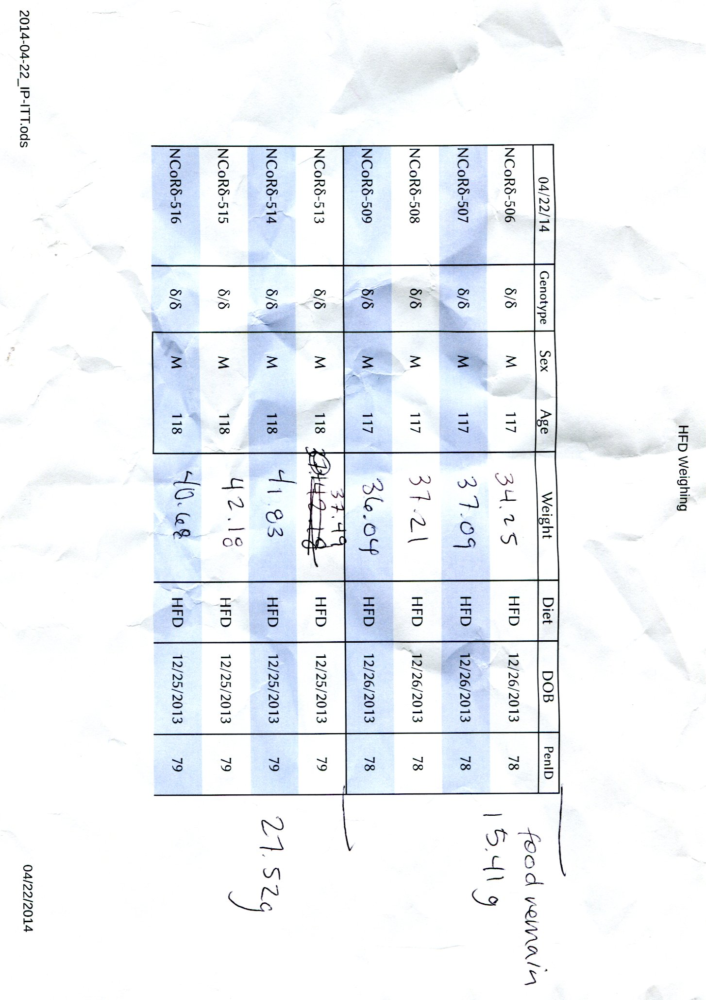 HFD Weighing
04/22/14 Genotype Sex Age Weight Diet DOB PenID
NCoRδ-506 δ/δ M 117 34.25 HFD 12/26/2013 78
NCoRδ-507 δ/δ M 117 37.09 HFD 12/26/2013 78
NCoRδ-508 δ/δ M 117 37.21 HFD 12/26/2013 78
NCoRδ-509 δ/δ M 117 36.04 HFD 12/26/2013 78
NCoRδ-513 δ/δ M 118 37.49 HFD 12/25/2013 79
NCoRδ-514 δ/δ M 118 41.83 HFD 12/25/2013 79
NCoRδ-515 δ/δ M 118 42.18 HFD 12/25/2013 79
NCoRδ-516 δ/δ M 118 40.68 HFD 12/25/2013 79
food remain
15.41g
27.52g
2014-04-22_IP-ITT.ods
04/22/2014